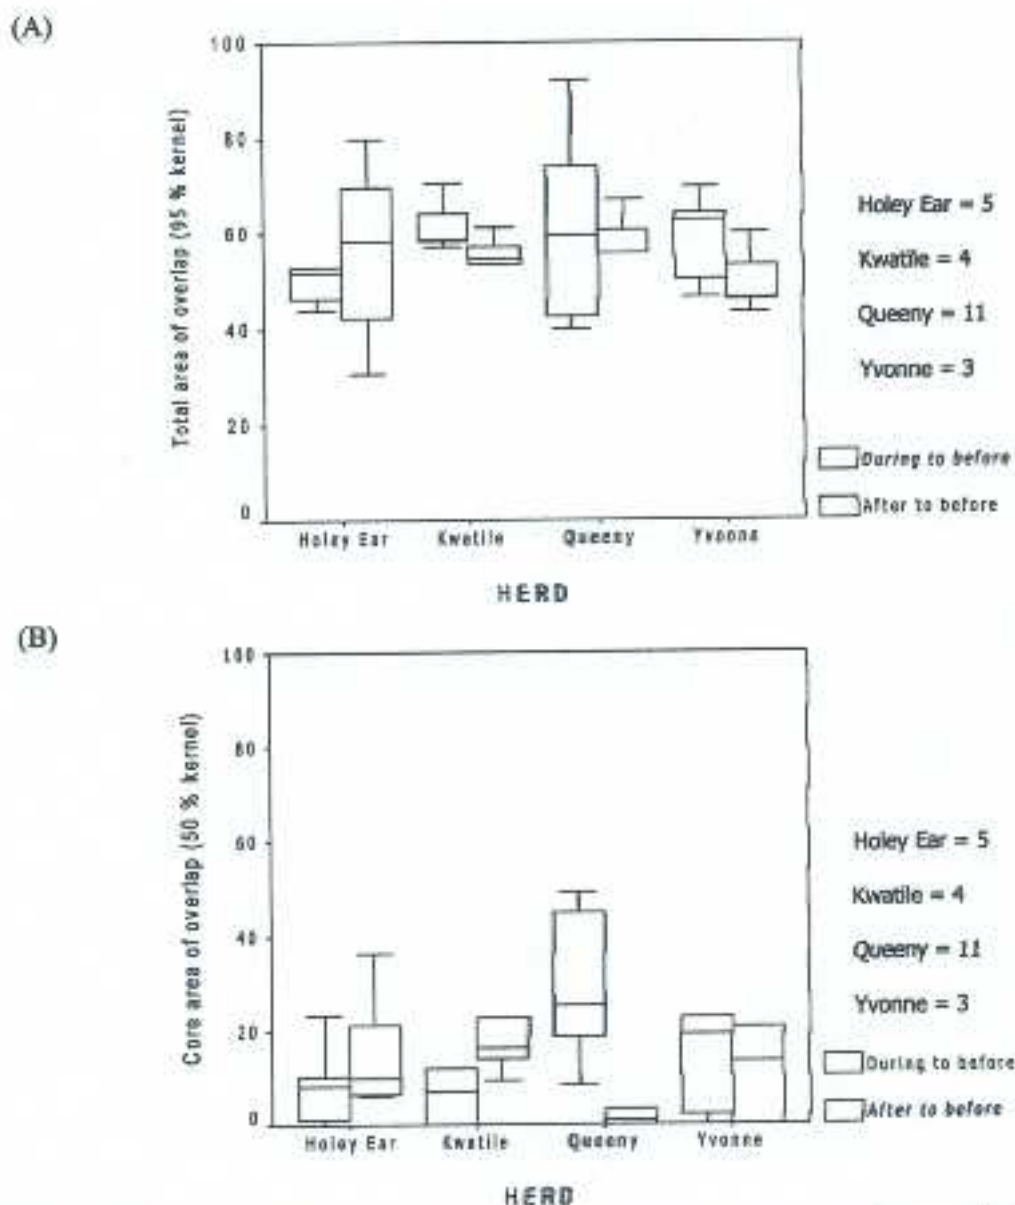 (A)
Total area of overlap (95 % kernel)
100
80
60
40
20
0
Holey Ear
Kwatile
Queeny
Yvonne
HERD
Holey Ear = 5
Kwatile = 4
Queeny = 11
Yvonne = 3
During to before
After to before
(B)
Core area of overlap (50 % kernel)
100
80
60
40
20
0
Holey Ear
Kwatile
Queeny
Yvonne
HERD
Holey Ear = 5
Kwatile = 4
Queeny = 11
Yvonne = 3
During to before
After to before